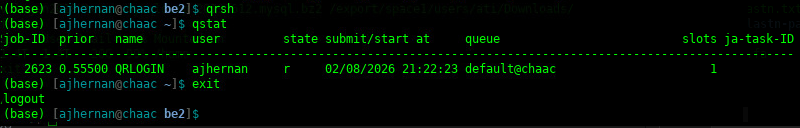 (base) [ajhernan@chaac be2]$ qrsh
(base) [ajhernan@chaac ~]$ qstat
job-ID  prior   name       user         state submit/start at     queue                          slots ja-task-ID
-----------------------------------------------------------------------------------------------------------------
   2623 0.55500 QRLOGIN    ajhernan     r     02/08/2026 21:22:23 default@chaac                      1
(base) [ajhernan@chaac ~]$ exit
logout
(base) [ajhernan@chaac be2]$